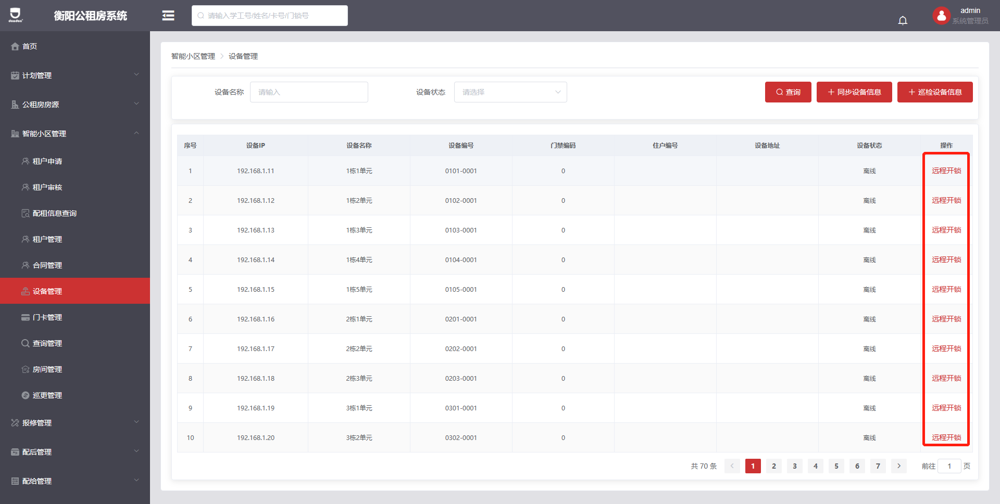 dooden
衡阳公租房系统
请输入学工号/姓名/卡号/门锁号
admin
系统管理员
首页
计划管理
公租房房源
智能小区管理
租户申请
租户审核
配租信息查询
租户管理
合同管理
设备管理
门卡管理
查询管理
房间管理
巡更管理
报修管理
配后管理
配给管理
智能小区管理 > 设备管理
设备名称 请输入 设备状态 请选择 查询 + 同步设备信息 + 巡检设备信息
序号 设备IP 设备名称 设备编号 门禁编码 住户编号 设备地址 设备状态 操作
1 192.168.1.11 1栋1单元 0101-0001 0 离线 远程开锁
2 192.168.1.12 1栋2单元 0102-0001 0 离线 远程开锁
3 192.168.1.13 1栋3单元 0103-0001 0 离线 远程开锁
4 192.168.1.14 1栋4单元 0104-0001 0 离线 远程开锁
5 192.168.1.15 1栋5单元 0105-0001 0 离线 远程开锁
6 192.168.1.16 2栋1单元 0201-0001 0 离线 远程开锁
7 192.168.1.17 2栋2单元 0202-0001 0 离线 远程开锁
8 192.168.1.18 2栋3单元 0203-0001 0 离线 远程开锁
9 192.168.1.19 3栋1单元 0301-0001 0 离线 远程开锁
10 192.168.1.20 3栋2单元 0302-0001 0 离线 远程开锁
共 70 条 < 1 2 3 4 5 6 7 > 前往 1 页